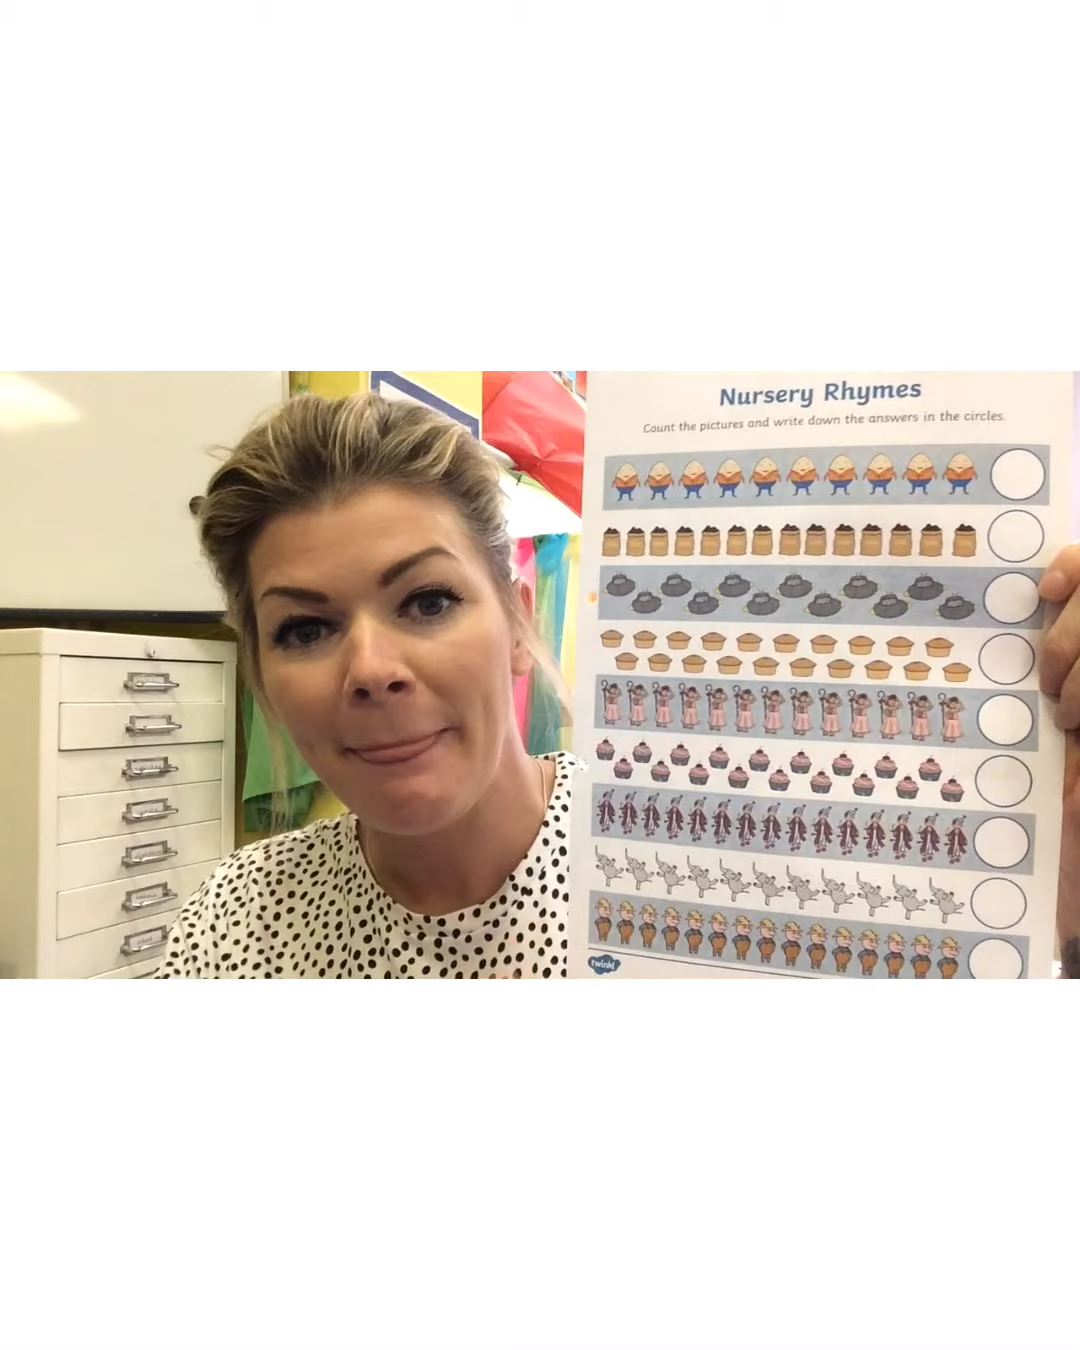 Nursery Rhymes
Count the pictures and write down the answers in the circles.
twinkl